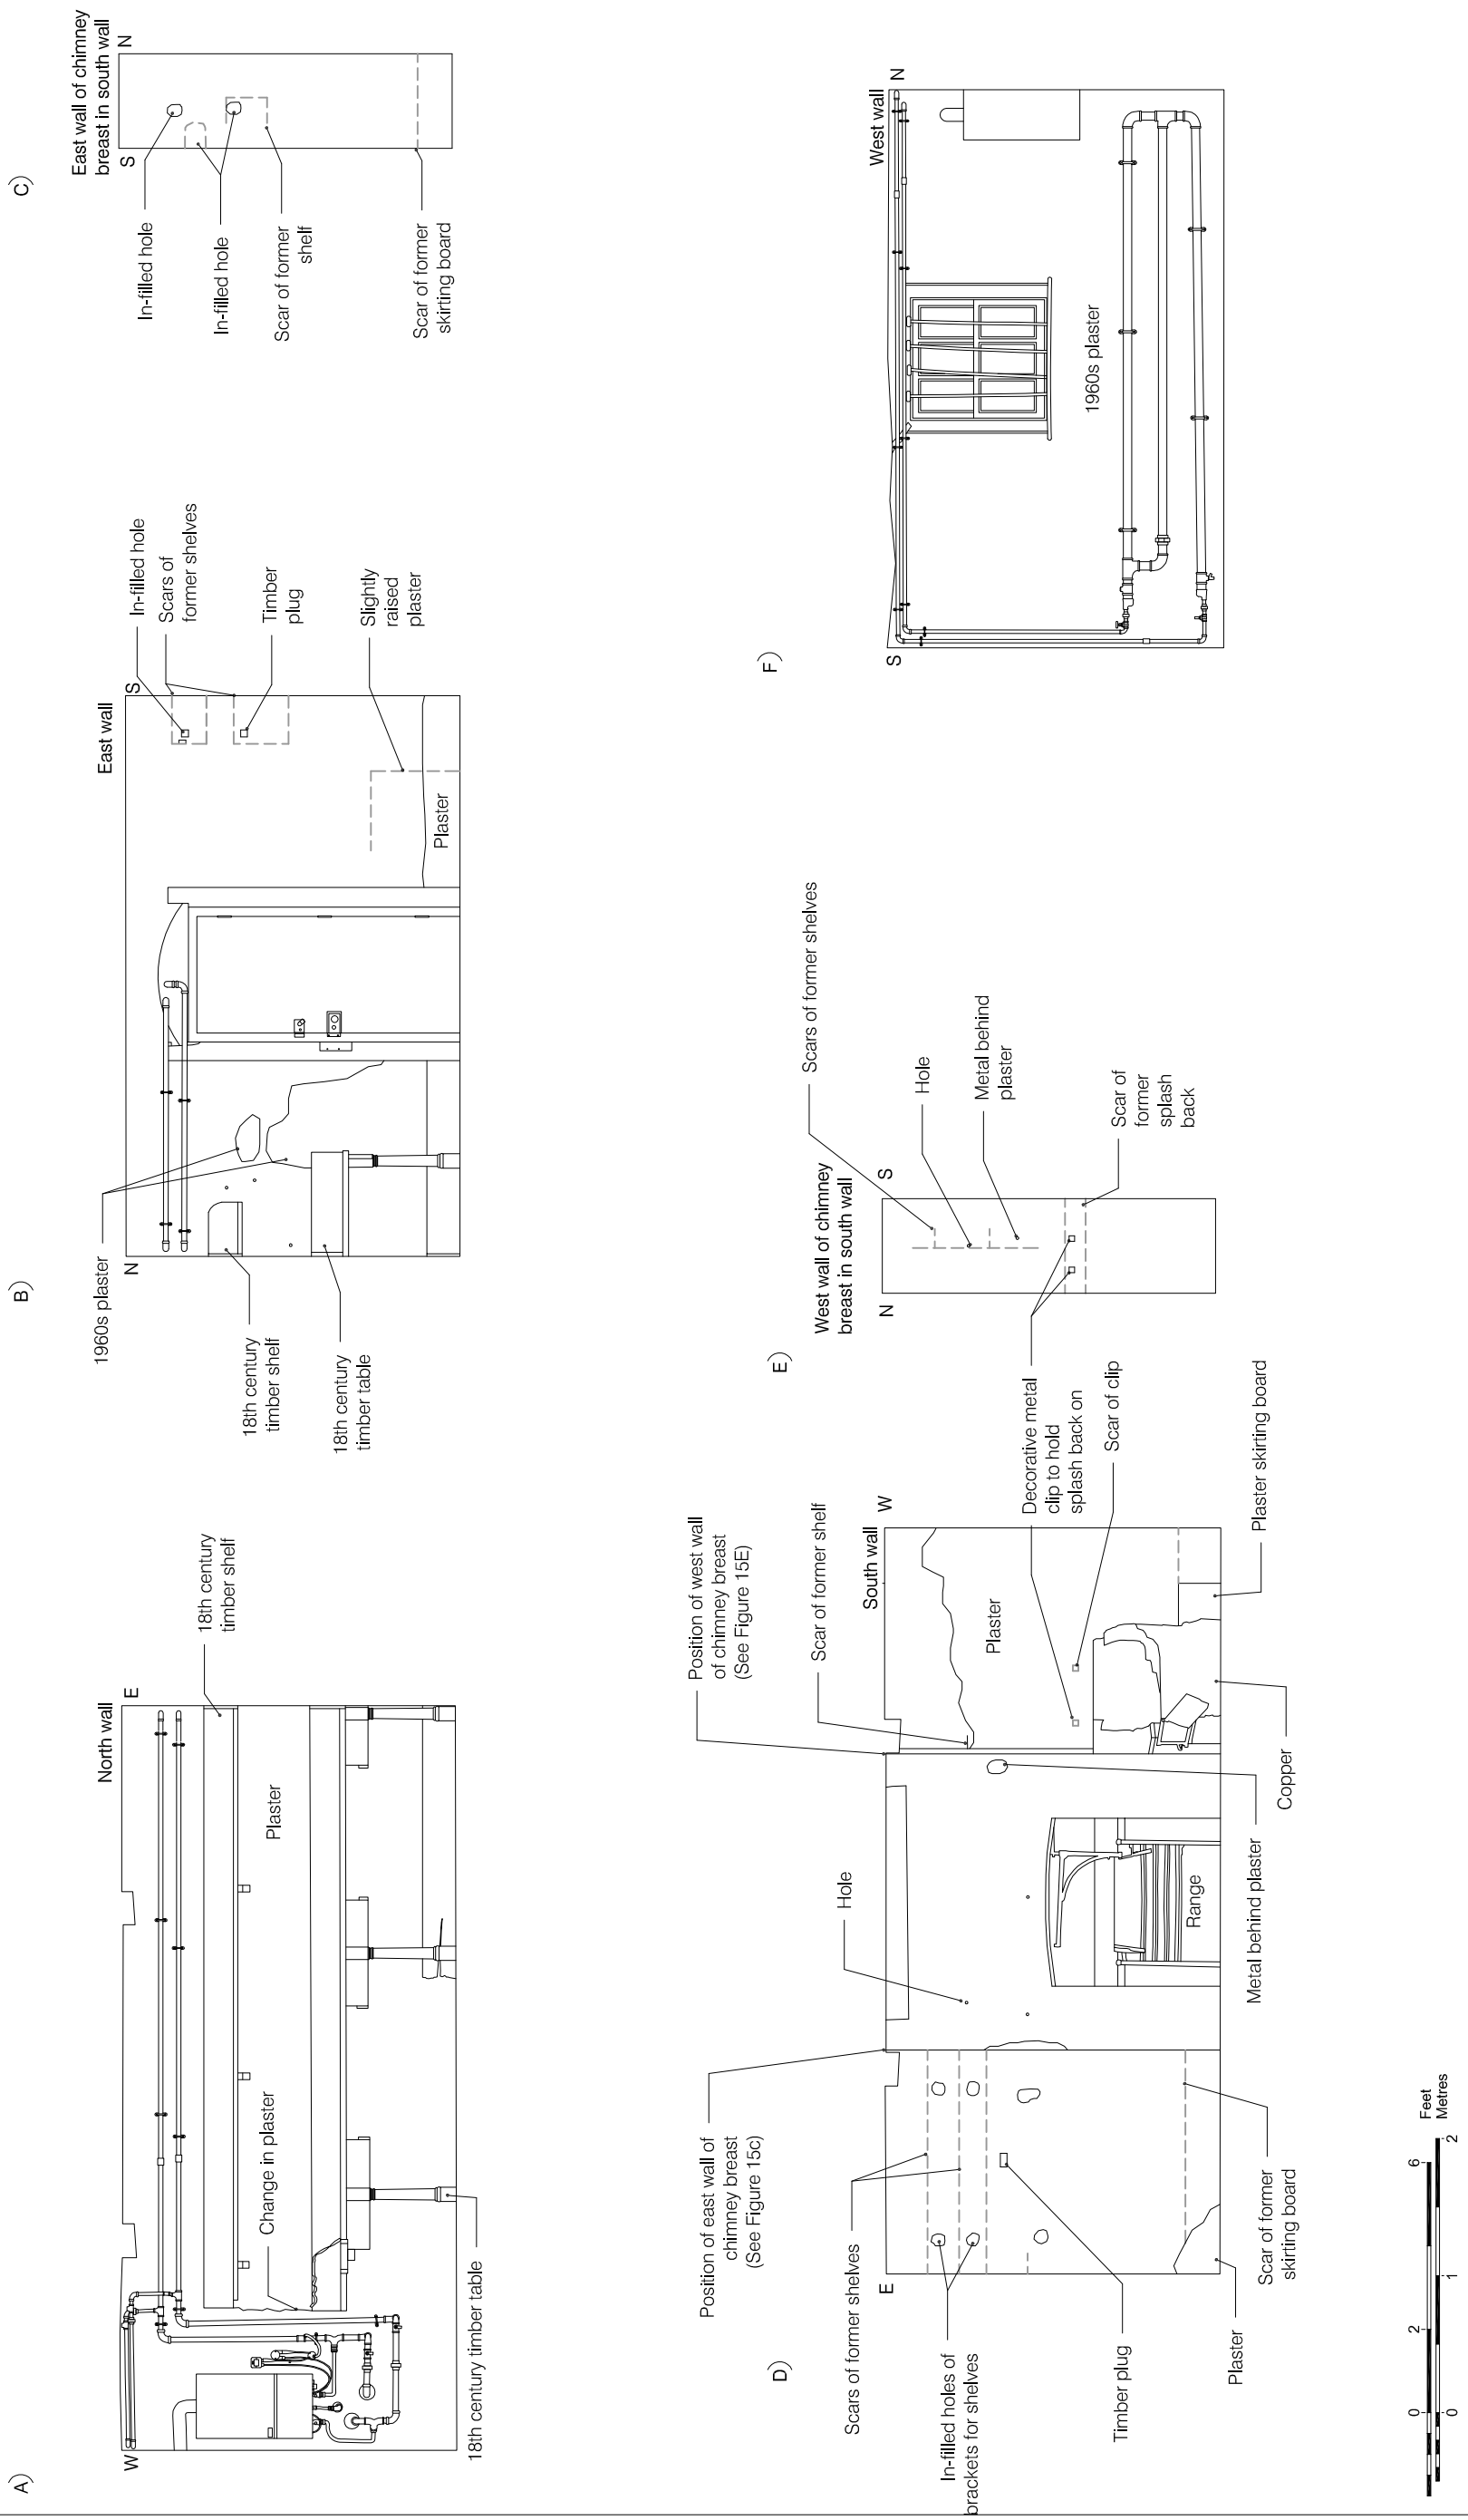 A)
North wall
W
E
18th century
timber shelf
Plaster
Change in plaster
18th century timber table
B)
East wall
N
S
1960s plaster
18th century
timber shelf
18th century
timber table
In-filled hole
Scars of
former shelves
Timber
plug
Slightly
raised
plaster
Plaster
C)
East wall of chimney
breast in south wall
S
N
In-filled hole
In-filled hole
Scar of former
shelf
Scar of former
skirting board
D)
South wall
E
W
Position of east wall of
chimney breast
(See Figure 15c)
Position of west wall
of chimney breast
(See Figure 15E)
Scars of former shelves
In-filled holes of
brackets for shelves
Timber plug
Plaster
Scar of former
skirting board
Hole
Range
Metal behind plaster
Scar of former shelf
Plaster
Copper
Plaster skirting board
Scar of clip
Decorative metal
clip to hold
splash back on
E)
West wall of chimney
breast in south wall
N
S
Scars of former shelves
Hole
Metal behind
plaster
Scar of
former
splash
back
F)
West wall
S
N
1960s plaster
0 2 6 Feet
0 1 2 Metres